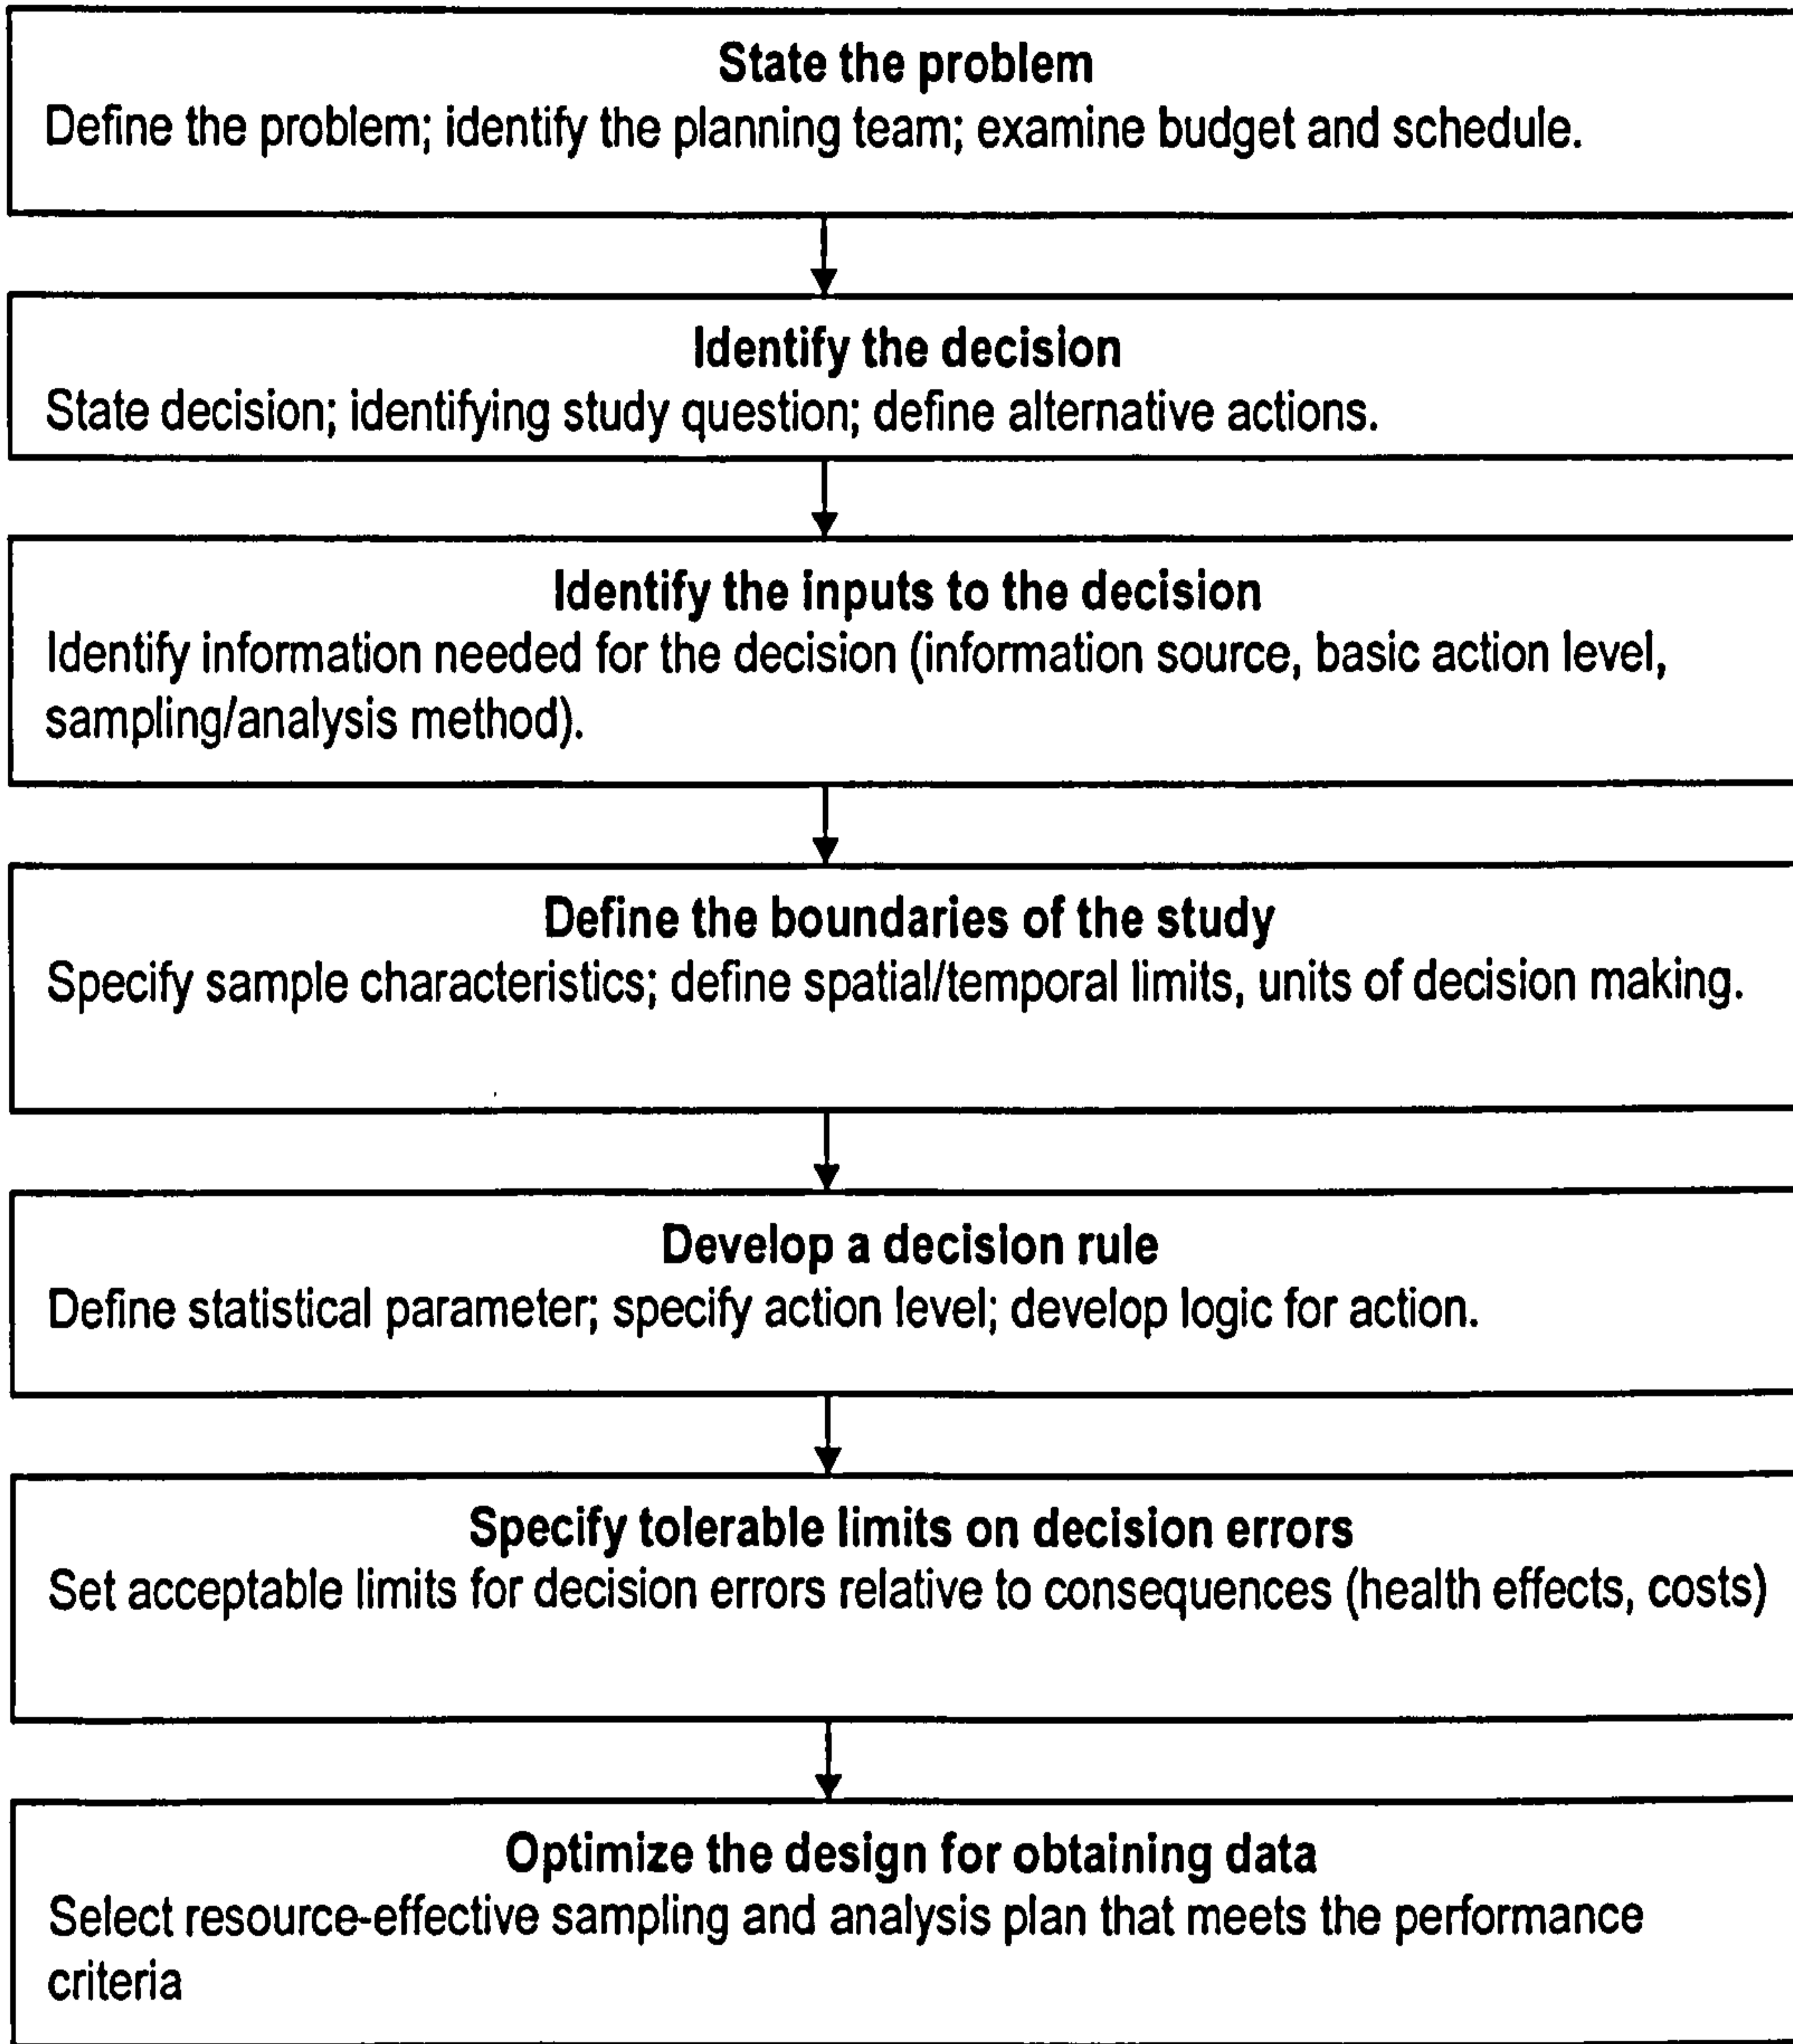 State the problem
Define the problem; identify the planning team; examine budget and schedule.
Identify the decision
State decision; identifying study question; define alternative actions.
Identify the inputs to the decision
Identify information needed for the decision (information source, basic action level,
sampling/analysis method).
Define the boundaries of the study
Specify sample characteristics; define spatial/temporal limits, units of decision making.
Develop a decision rule
Define statistical parameter; specify action level; develop logic for action.
Specify tolerable limits on decision errors
Set acceptable limits for decision errors relative to consequences (health effects, costs)
Optimize the design for obtaining data
Select resource-effective sampling and analysis plan that meets the performance
criteria